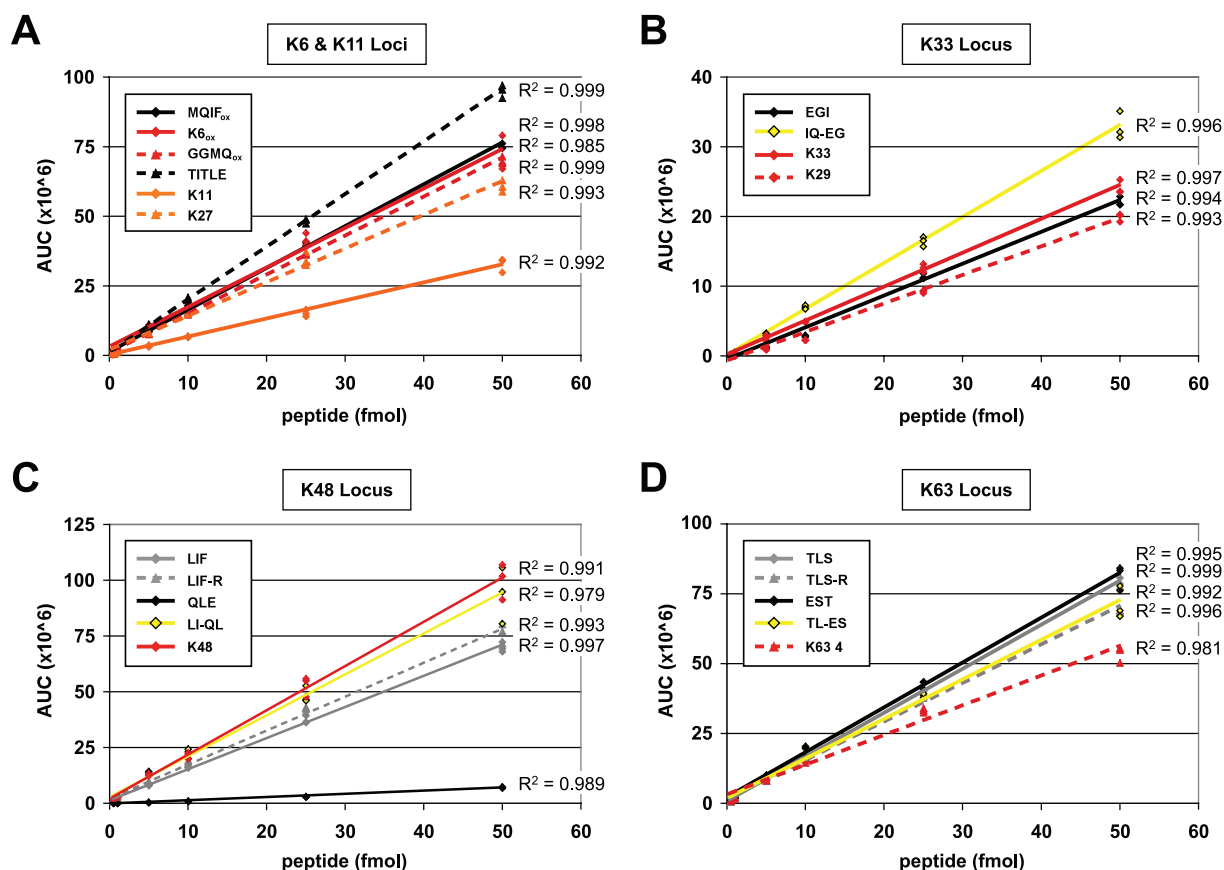 A
K6 & K11 Loci
100
75
50
25
0
AUC (x10^6)
MQIFox
K6ox
GGMQox
TITLE
K11
K27
R² = 0.999
R² = 0.998
R² = 0.985
R² = 0.999
R² = 0.993
R² = 0.992
0 10 20 30 40 50 60
peptide (fmol)
B
K33 Locus
40
30
20
10
0
AUC (x10^6)
EGI
IQ-EG
K33
K29
R² = 0.996
R² = 0.997
R² = 0.994
R² = 0.993
0 10 20 30 40 50 60
peptide (fmol)
C
K48 Locus
125
100
75
50
25
0
AUC (x10^6)
LIF
LIF-R
QLE
LI-QL
K48
R² = 0.991
R² = 0.979
R² = 0.993
R² = 0.997
R² = 0.989
0 10 20 30 40 50 60
peptide (fmol)
D
K63 Locus
100
75
50
25
0
AUC (x10^6)
TLS
TLS-R
EST
TL-ES
K63 4
R² = 0.995
R² = 0.999
R² = 0.992
R² = 0.996
R² = 0.981
0 10 20 30 40 50 60
peptide (fmol)